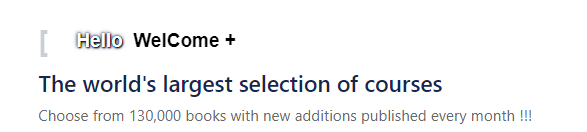 [ Hello WelCome +
The world's largest selection of courses
Choose from 130,000 books with new additions published every month !!!